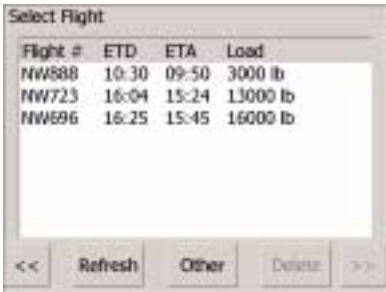 Select Flight
Flight # ETD ETA Load
NW888 10:30 09:50 3000 lb
NW723 16:04 15:24 13000 lb
NW696 16:25 15:45 16000 lb
<< Refresh Other Delete >>